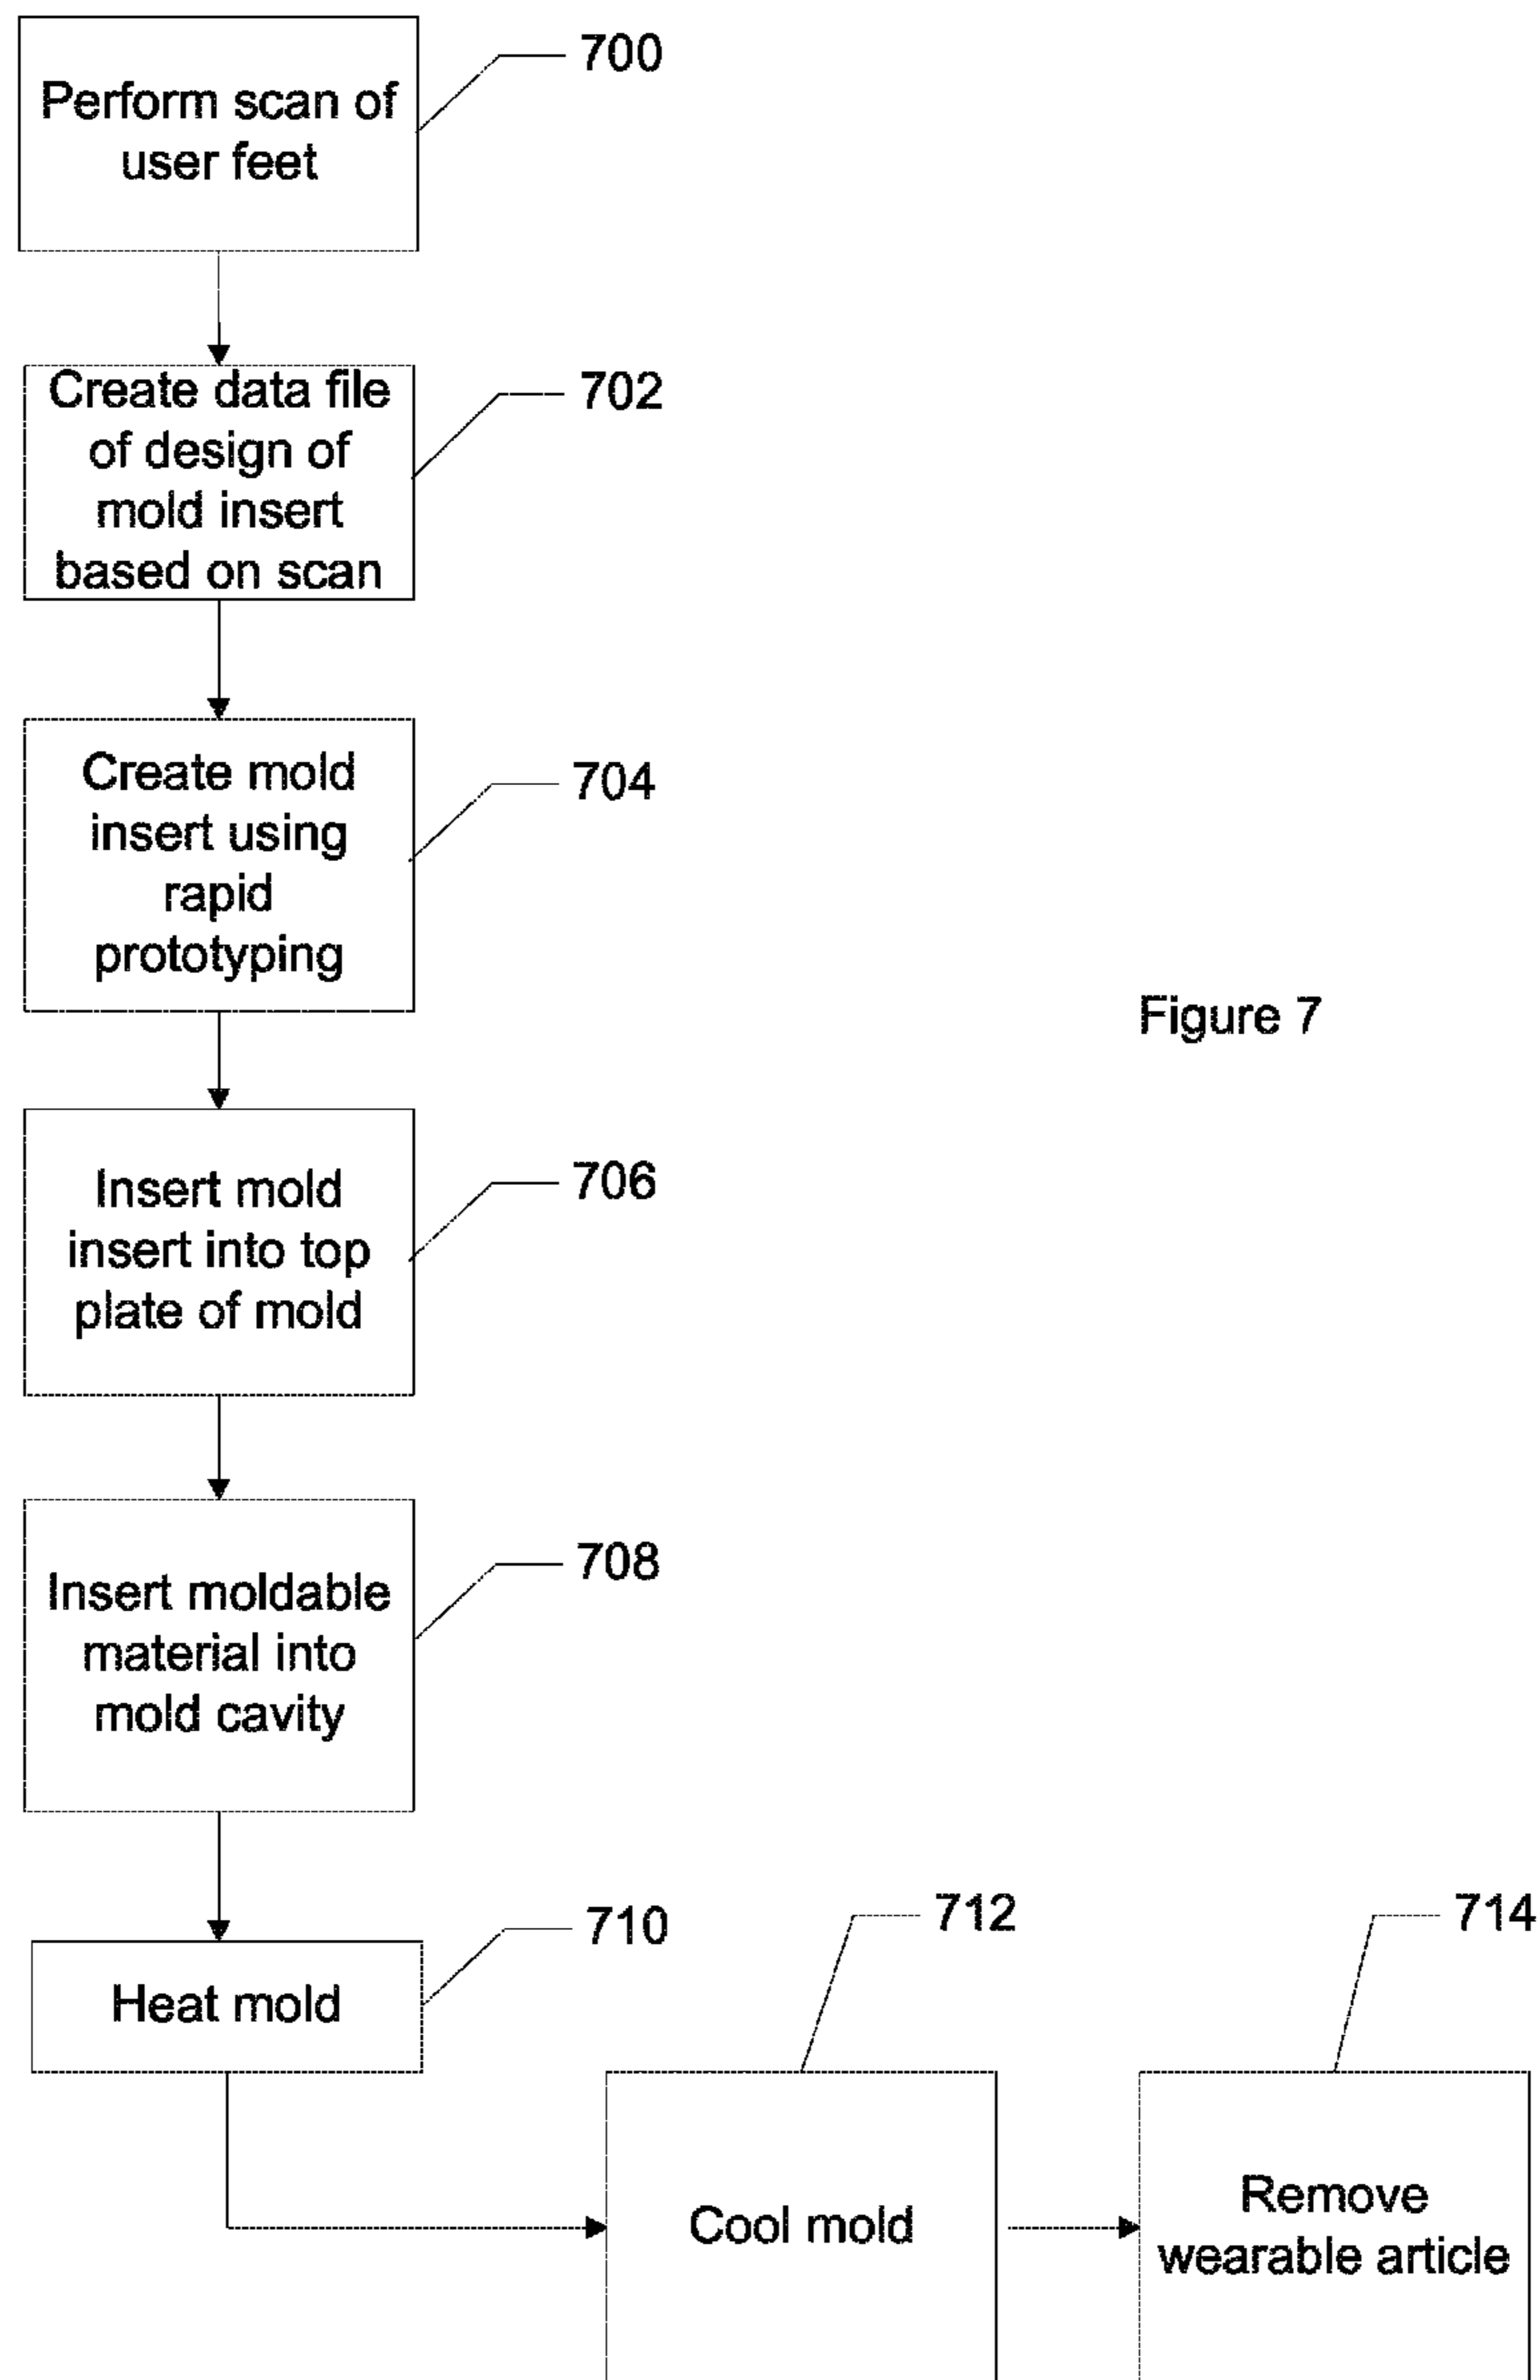 700
Perform scan of
user feet
702
Create data file
of design of
mold insert
based on scan
704
Create mold
insert using
rapid
prototyping
Figure 7
706
Insert mold
insert into top
plate of mold
708
Insert moldable
material into
mold cavity
710
Heat mold
712
Cool mold
714
Remove
wearable article